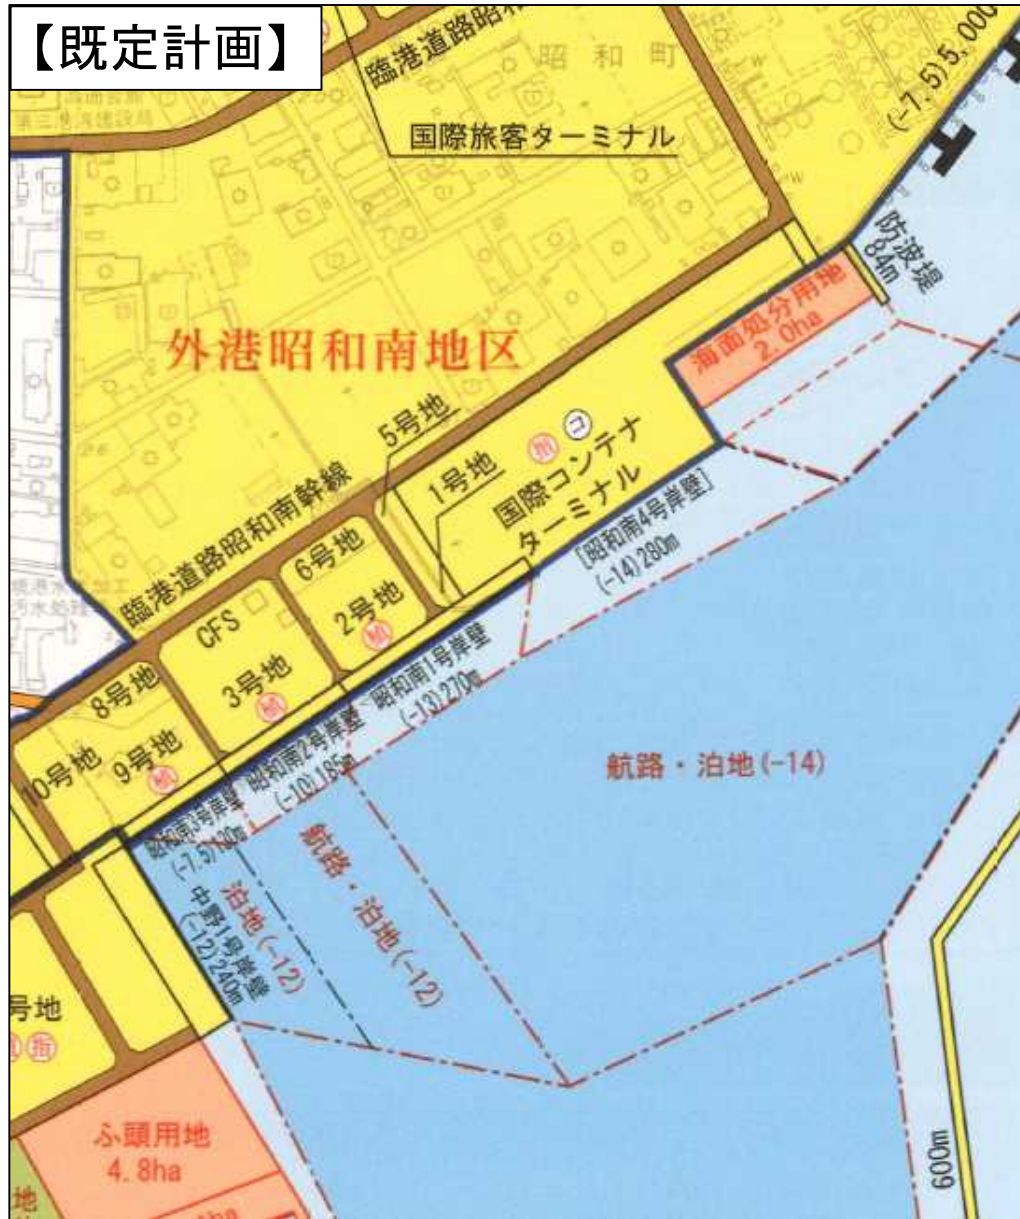 【既定計画】
臨港道路昭和
昭和町
(-7.5)5,000
国際旅客ターミナル
防波堤
84m
海面処分用地
2.0ha
外港昭和南地区
5号地
1号地
指
コ
国際コンテナ
ターミナル
[昭和南4号岸壁]
(-14)280m
臨港道路昭和南幹線
6号地
2号地
CFS
3号地
昭和南1号岸壁
(-13)270m
8号地
9号地
10号地
昭和南2号岸壁
(-10)185m
昭和南3号岸壁
航路・泊地(-14)
航路・泊地(-12)
泊地(-12)
中野1号岸壁
(-12)240m
号地
指
ふ頭用地
4.8ha
地
600m